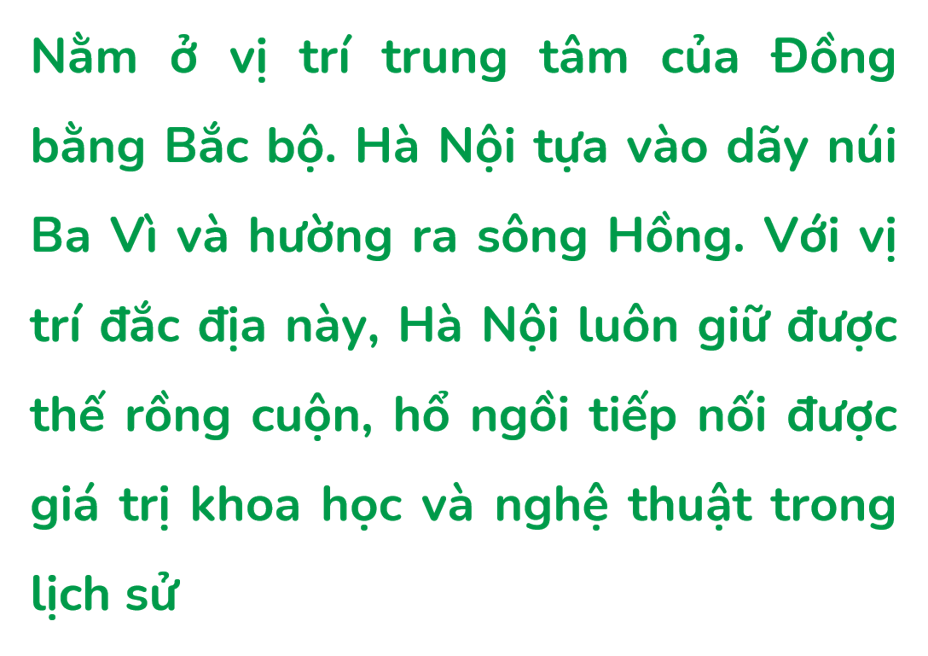 Nằm ở vị trí trung tâm của Đồng
bằng Bắc bộ. Hà Nội tựa vào dãy núi
Ba Vì và hường ra sông Hồng. Với vị
trí đắc địa này, Hà Nội luôn giữ được
thế rồng cuộn, hổ ngồi tiếp nối được
giá trị khoa học và nghệ thuật trong
lịch sử